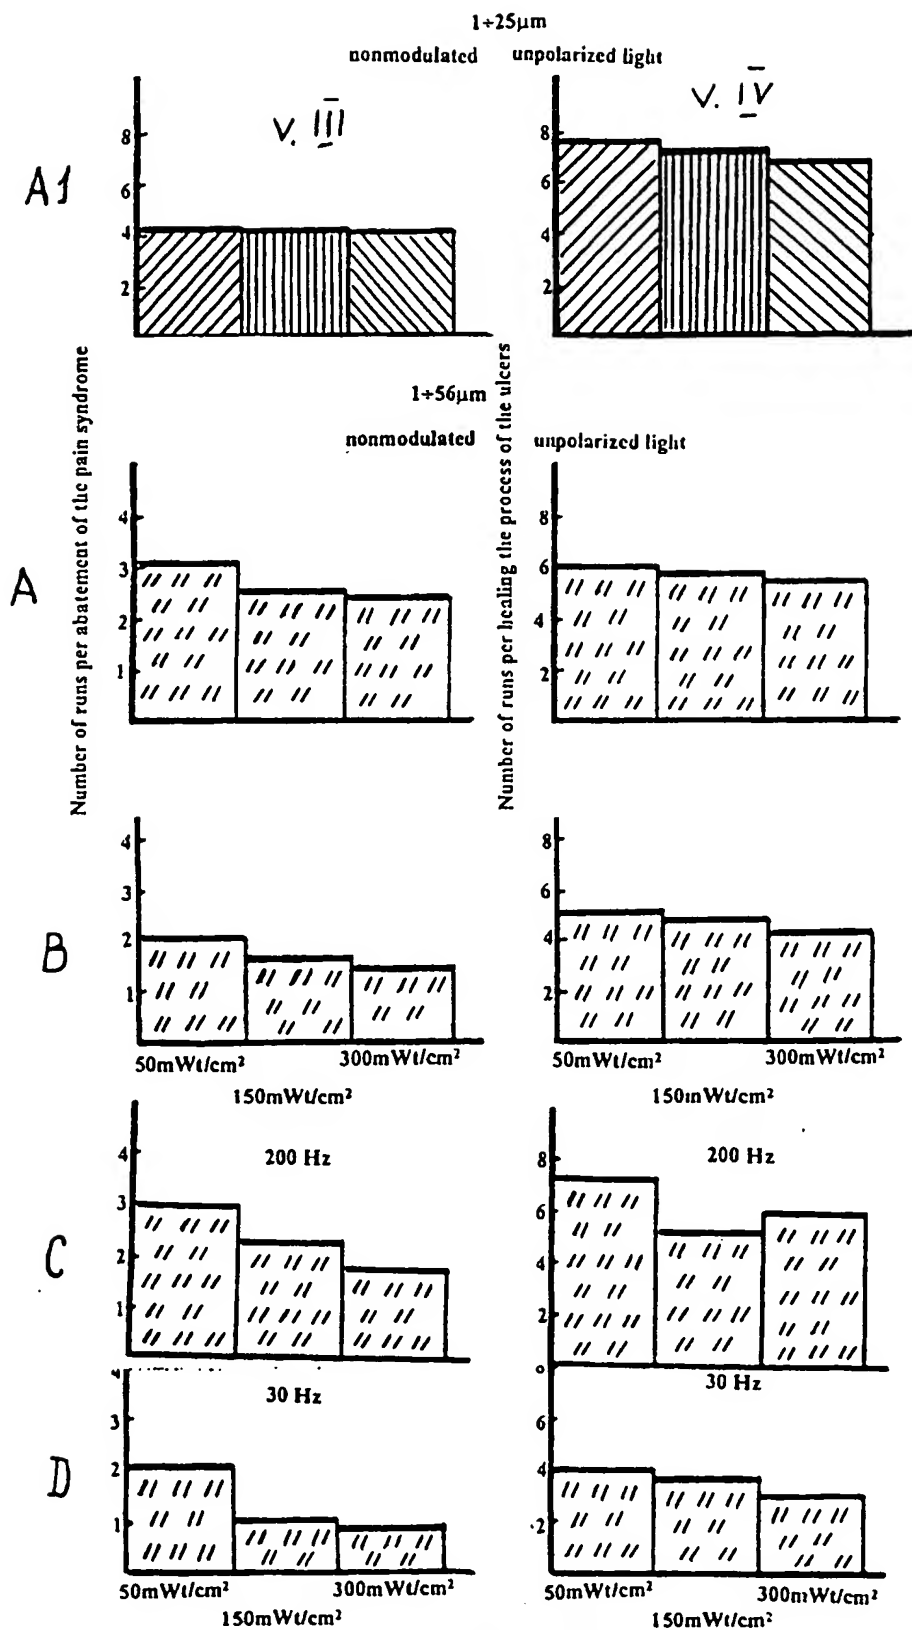 1÷25μm
nonmodulated unpolarized light
V. III
V. IV
A1
8
6
4
2
8
6
4
2
Number of runs per abatement of the pain syndrome
Number of runs per healing the process of the ulcers
1÷56μm
nonmodulated unpolarized light
A
4
3
2
1
8
6
4
2
B
4
3
2
1
8
6
4
2
50mWt/cm² 300mWt/cm²
150mWt/cm²
50mWt/cm² 300mWt/cm²
150mWt/cm²
C
200 Hz
4
3
2
1
200 Hz
8
6
4
2
D
30 Hz
4
3
2
1
30 Hz
8
6
4
2
50mWt/cm² 300mWt/cm²
150mWt/cm²
50mWt/cm² 300mWt/cm²
150mWt/cm²